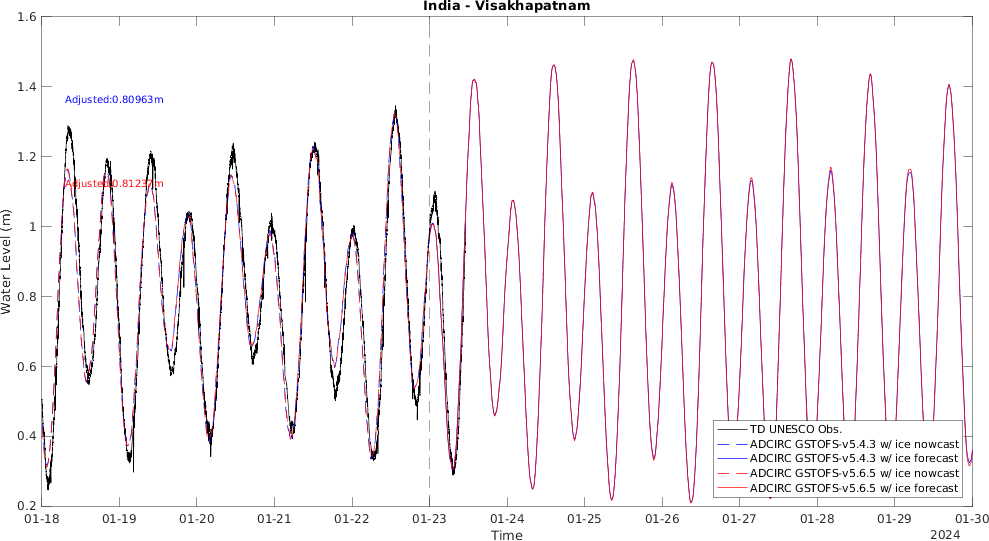 India - Visakhapatnam
1.6
1.4
1.2
1
0.8
0.6
0.4
0.2
Water Level (m)
Adjusted:0.80963m
Adjusted:0.81237m
TD UNESCO Obs.
ADCIRC GSTOFS-v5.4.3 w/ ice nowcast
ADCIRC GSTOFS-v5.4.3 w/ ice forecast
ADCIRC GSTOFS-v5.6.5 w/ ice nowcast
ADCIRC GSTOFS-v5.6.5 w/ ice forecast
01-18 01-19 01-20 01-21 01-22 01-23 01-24 01-25 01-26 01-27 01-28 01-29 01-30
Time
2024